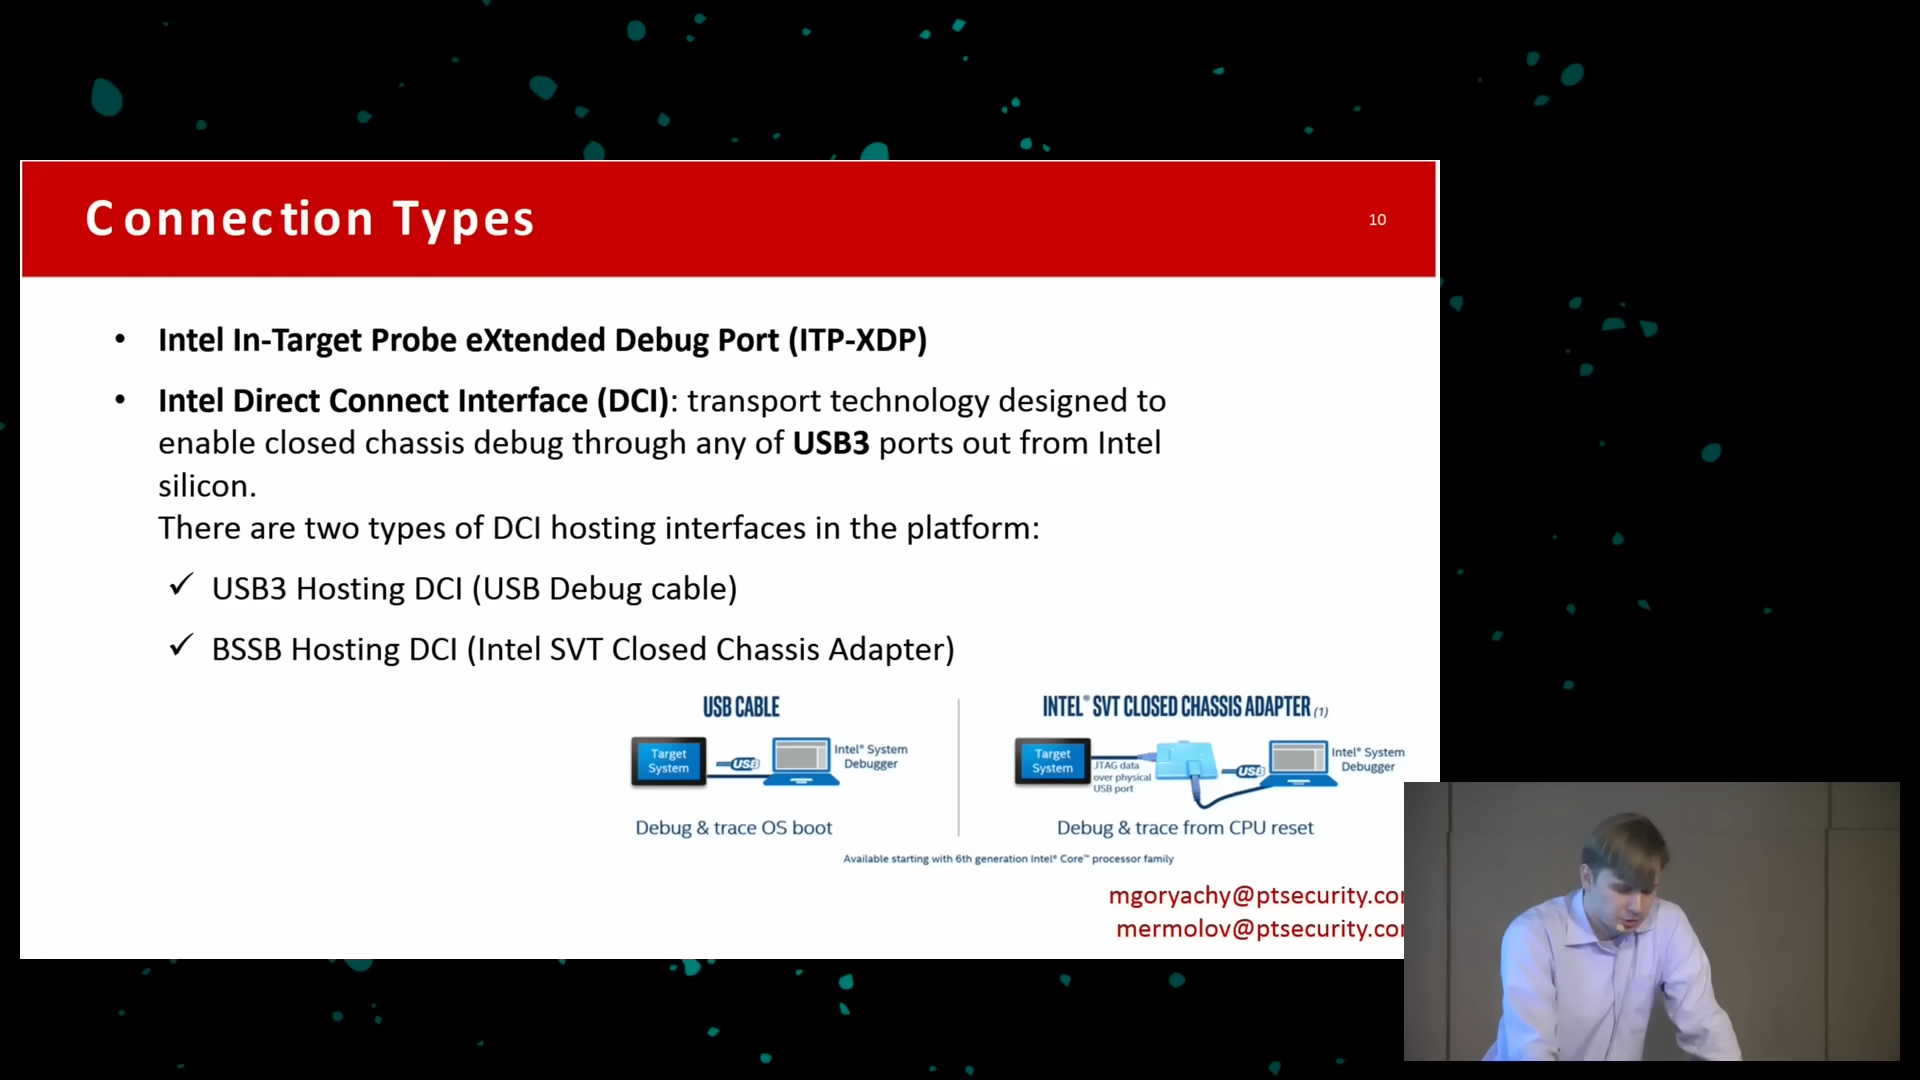 Connection Types
10
• Intel In-Target Probe eXtended Debug Port (ITP-XDP)
• Intel Direct Connect Interface (DCI): transport technology designed to
enable closed chassis debug through any of USB3 ports out from Intel
silicon.
There are two types of DCI hosting interfaces in the platform:
✓ USB3 Hosting DCI (USB Debug cable)
✓ BSSB Hosting DCI (Intel SVT Closed Chassis Adapter)
USB CABLE
Target
System
USB
Intel® System
Debugger
Debug & trace OS boot
INTEL® SVT CLOSED CHASSIS ADAPTER (1)
Target
System
JTAG data
over physical
USB port
USB
Intel® System
Debugger
Debug & trace from CPU reset
Available starting with 6th generation Intel® Core™ processor family
mgoryachy@ptsecurity.co
mermolov@ptsecurity.co